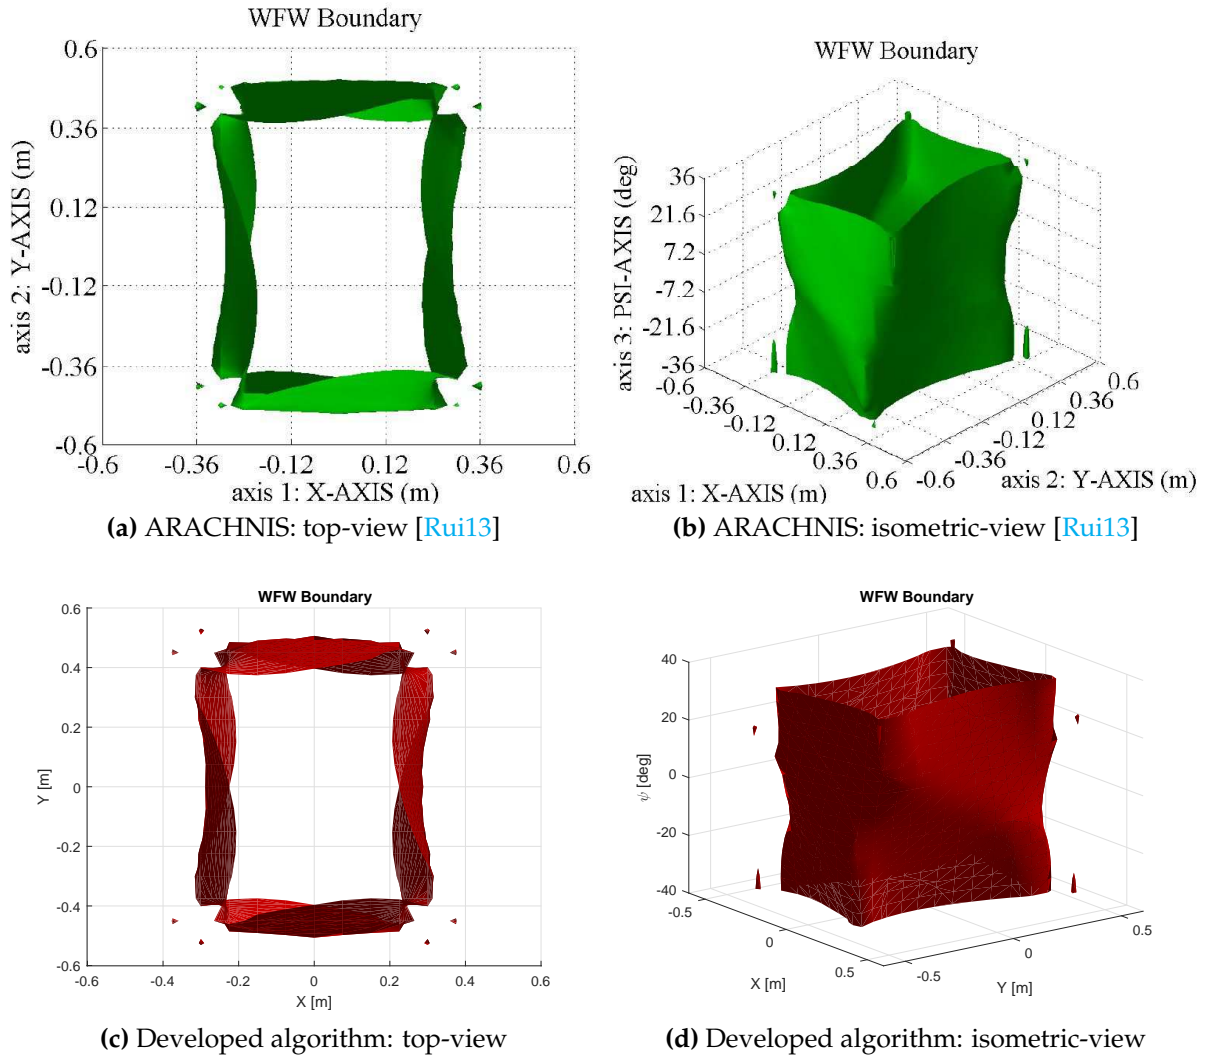 WFW Boundary
0.6
0.36
0.12
-0.12
-0.36
-0.6
axis 2: Y-AXIS (m)
-0.6 -0.36 -0.12 0.12 0.36 0.6
axis 1: X-AXIS (m)
(a) ARACHNIS: top-view [Rui13]
WFW Boundary
36
21.6
7.2
-7.2
-21.6
-36
axis 3: PSI-AXIS (deg)
-0.6
-0.36
-0.12
0.12
0.36
0.6
axis 1: X-AXIS (m)
-0.6
-0.36
-0.12
0.12
0.36
0.6
axis 2: Y-AXIS (m)
(b) ARACHNIS: isometric-view [Rui13]
WFW Boundary
0.6
0.4
0.2
0
-0.2
-0.4
-0.6
Y [m]
-0.6 -0.4 -0.2 0 0.2 0.4 0.6
X [m]
(c) Developed algorithm: top-view
WFW Boundary
40
20
0
-20
-40
ψ [deg]
-0.5
0
0.5
X [m]
-0.5
0
0.5
Y [m]
(d) Developed algorithm: isometric-view